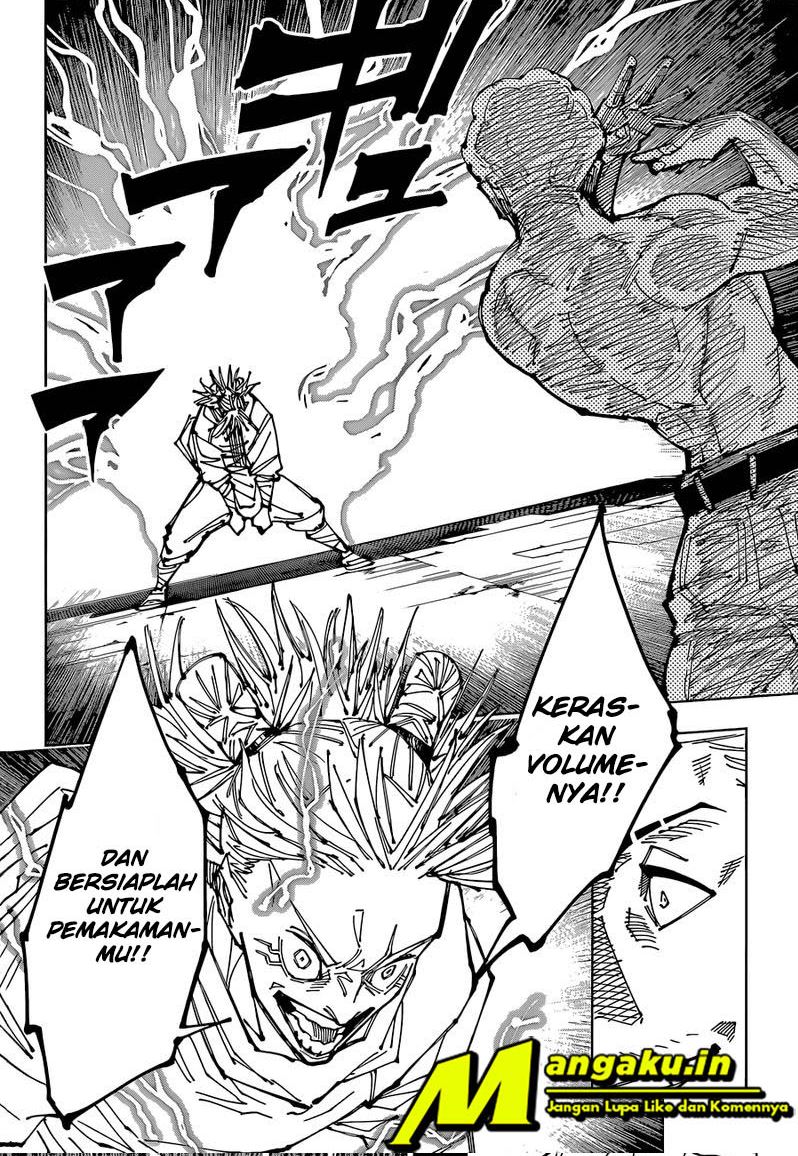 ギュアアア
KERAS-
KAN
VOLUME-
NYA!!
DAN
BERSIAPLAH
UNTUK
PEMAKAMAN-
MU!!
Mangaku.in
Jangan Lupa Like dan Komennya